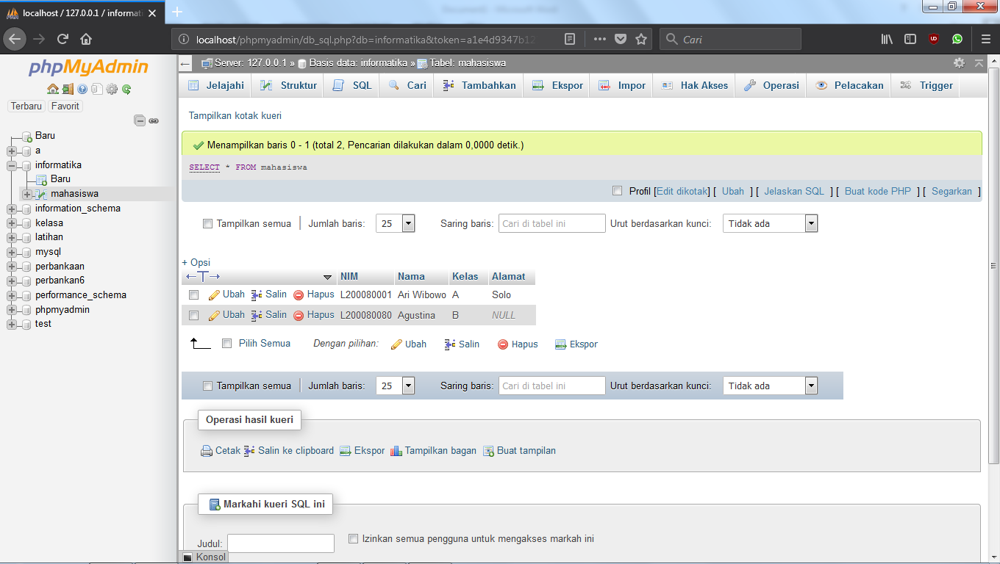 localhost / 127.0.0.1 / informati
localhost/phpmyadmin/db_sql.php?db=informatika&token=a1e4d9347b12
Cari
phpMyAdmin
Terbaru Favorit
Baru
a
informatika
Baru
mahasiswa
information_schema
kelasa
latihan
mysql
perbankaan
perbankan6
performance_schema
phpmyadmin
test
Server: 127.0.0.1 » Basis data: informatika » Tabel: mahasiswa
Jelajahi Struktur SQL Cari Tambahkan Ekspor Impor Hak Akses Operasi Pelacakan Trigger
Tampilkan kotak kueri
Menampilkan baris 0 - 1 (total 2, Pencarian dilakukan dalam 0,0000 detik.)
SELECT * FROM mahasiswa
Profil [Edit dikotak] [ Ubah ] [ Jelaskan SQL ] [ Buat kode PHP ] [ Segarkan ]
Tampilkan semua | Jumlah baris: 25 Saring baris: Cari di tabel ini Urut berdasarkan kunci: Tidak ada
+ Opsi
←T→ NIM Nama Kelas Alamat
Ubah Salin Hapus L200080001 Ari Wibowo A Solo
Ubah Salin Hapus L200080080 Agustina B NULL
Pilih Semua Dengan pilihan: Ubah Salin Hapus Ekspor
Tampilkan semua | Jumlah baris: 25 Saring baris: Cari di tabel ini Urut berdasarkan kunci: Tidak ada
Operasi hasil kueri
Cetak Salin ke clipboard Ekspor Tampilkan bagan Buat tampilan
Markahi kueri SQL ini
Judul: Izinkan semua pengguna untuk mengakses markah ini
Konsol